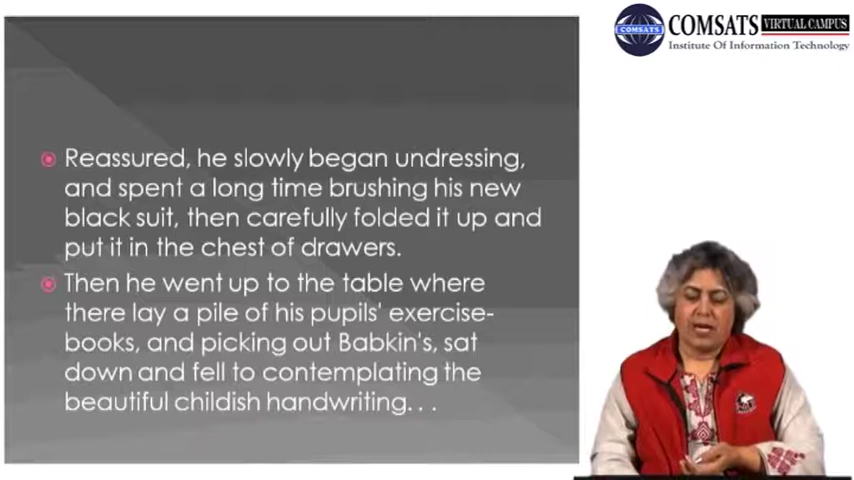 COMSATS VIRTUAL CAMPUS
Institute Of Information Technology
COMSATS
Reassured, he slowly began undressing,
and spent a long time brushing his new
black suit, then carefully folded it up and
put it in the chest of drawers.
Then he went up to the table where
there lay a pile of his pupils' exercise-
books, and picking out Babkin's, sat
down and fell to contemplating the
beautiful childish handwriting. . .